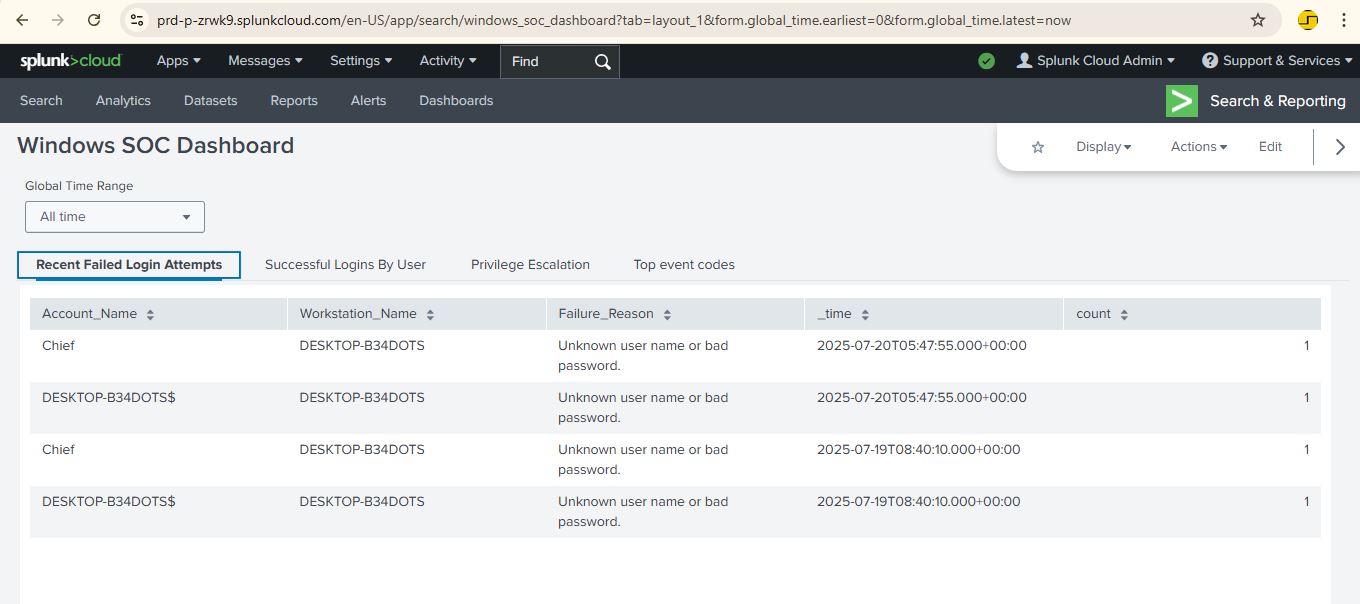 prd-p-zrwk9.splunkcloud.com/en-US/app/search/windows_soc_dashboard?tab=layout_1&form.global_time.earliest=0&form.global_time.latest=now
splunk>cloud Apps Messages Settings Activity Find Splunk Cloud Admin ? Support & Services
Search Analytics Datasets Reports Alerts Dashboards > Search & Reporting
Windows SOC Dashboard
Display Actions Edit
Global Time Range
All time
Recent Failed Login Attempts Successful Logins By User Privilege Escalation Top event codes
Account_Name Workstation_Name Failure_Reason _time count
Chief DESKTOP-B34DOTS Unknown user name or bad 2025-07-20T05:47:55.000+00:00 1
password.
DESKTOP-B34DOTS$ DESKTOP-B34DOTS Unknown user name or bad 2025-07-20T05:47:55.000+00:00 1
password.
Chief DESKTOP-B34DOTS Unknown user name or bad 2025-07-19T08:40:10.000+00:00 1
password.
DESKTOP-B34DOTS$ DESKTOP-B34DOTS Unknown user name or bad 2025-07-19T08:40:10.000+00:00 1
password.